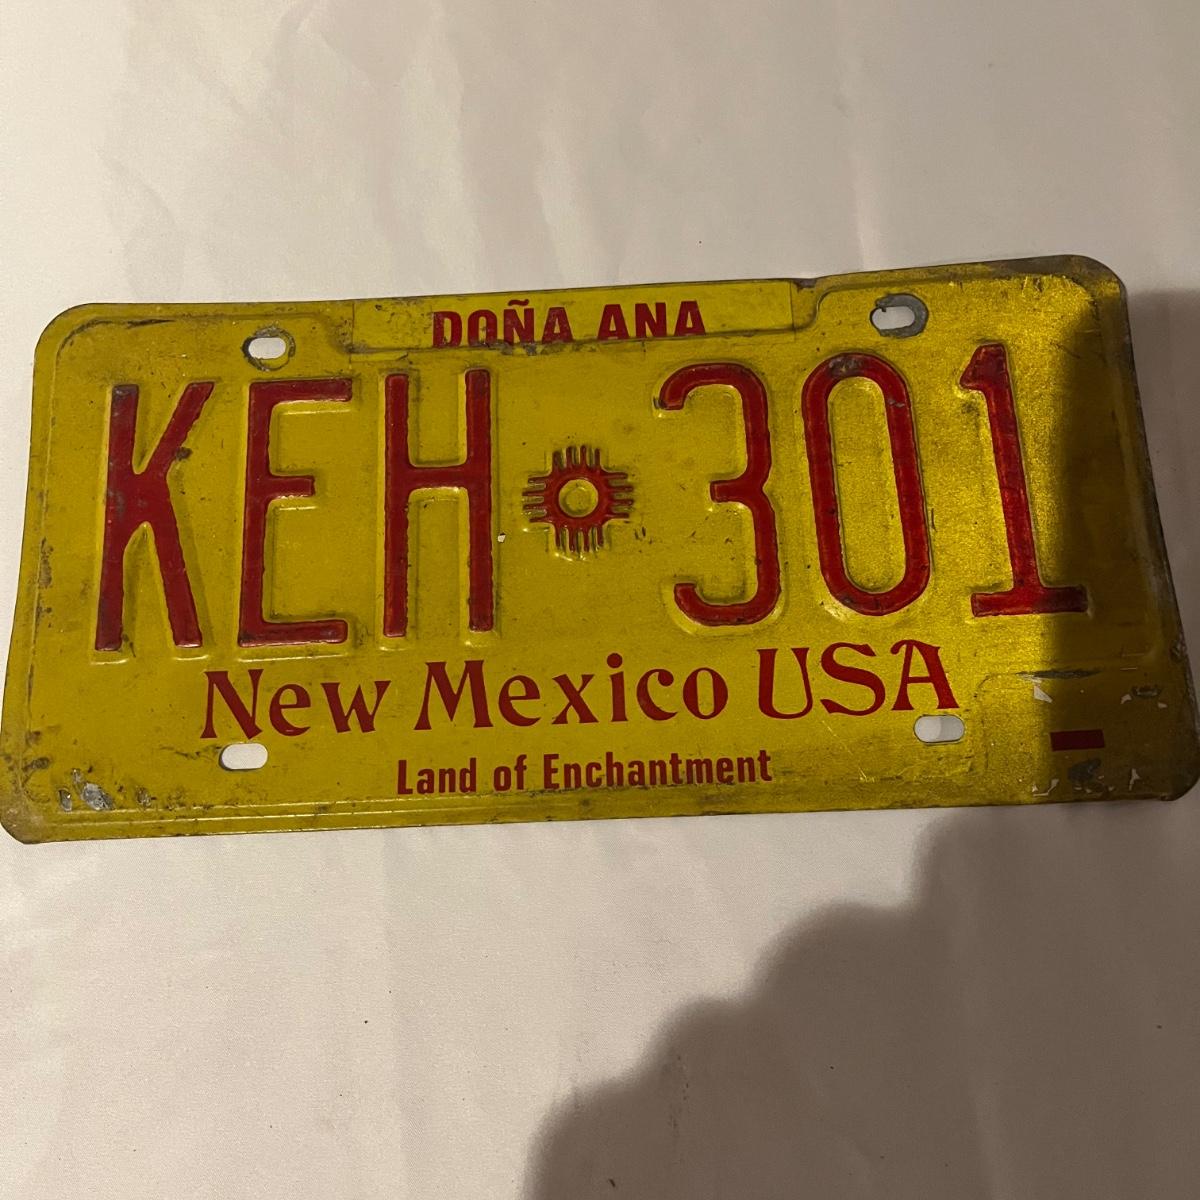 DOÑA ANA
KEH 301
New Mexico USA
Land of Enchantment